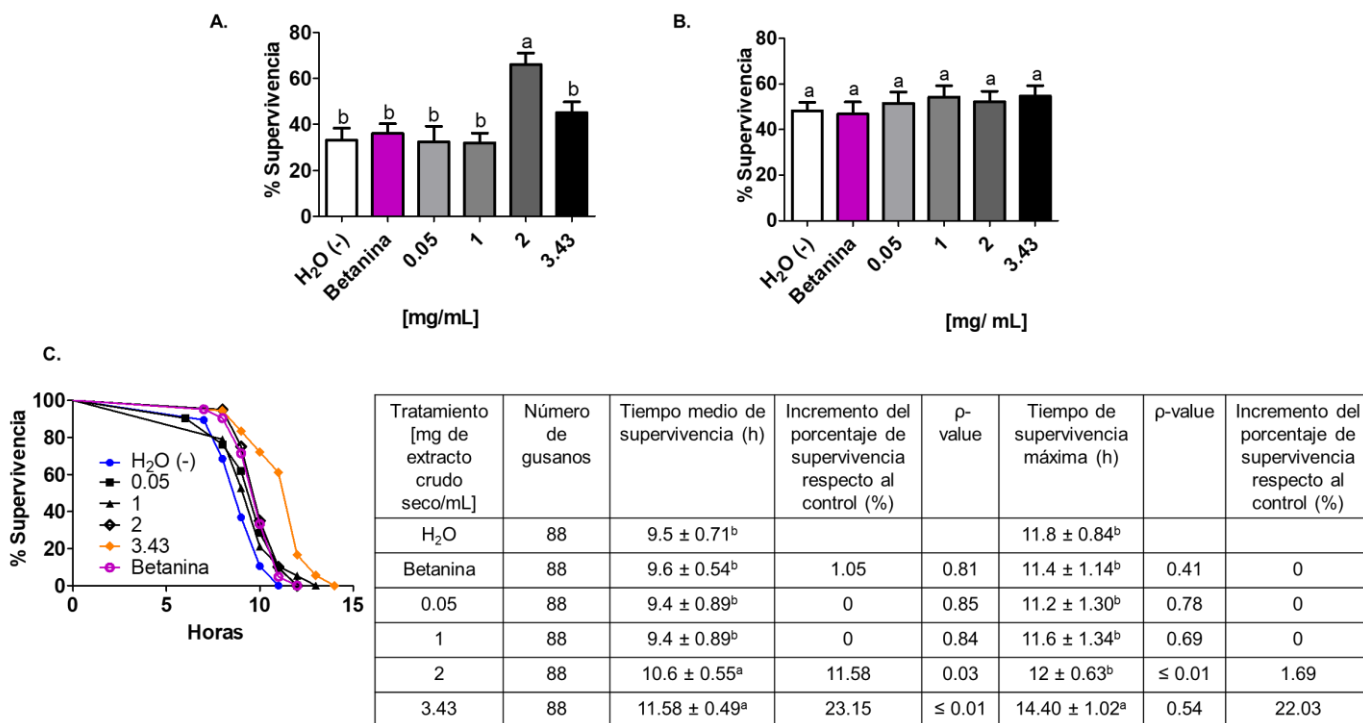 A.
% Supervivencia
80
60
40
20
0
b
b
b
b
a
b
H₂O (-)
Betanina
0.05
1
2
3.43
[mg/mL]
B.
% Supervivencia
80
60
40
20
0
a
a
a
a
a
a
H₂O (-)
Betanina
0.05
1
2
3.43
[mg/ mL]
C.
% Supervivencia
100
80
60
40
20
0
H₂O (-)
0.05
1
2
3.43
Betanina
0 5 10 15
Horas
Tratamiento
[mg de
extracto
crudo
seco/mL]
Número
de
gusanos
Tiempo medio de
supervivencia (h)
Incremento del
porcentaje de
supervivencia
respecto al
control (%)
ρ-
value
Tiempo de
supervivencia
máxima (h)
ρ-value
Incremento del
porcentaje de
supervivencia
respecto al
control (%)
H₂O 88 9.5 ± 0.71ᵇ 11.8 ± 0.84ᵇ
Betanina 88 9.6 ± 0.54ᵇ 1.05 0.81 11.4 ± 1.14ᵇ 0.41 0
0.05 88 9.4 ± 0.89ᵇ 0 0.85 11.2 ± 1.30ᵇ 0.78 0
1 88 9.4 ± 0.89ᵇ 0 0.84 11.6 ± 1.34ᵇ 0.69 0
2 88 10.6 ± 0.55ᵃ 11.58 0.03 12 ± 0.63ᵇ ≤ 0.01 1.69
3.43 88 11.58 ± 0.49ᵃ 23.15 ≤ 0.01 14.40 ± 1.02ᵃ 0.54 22.03